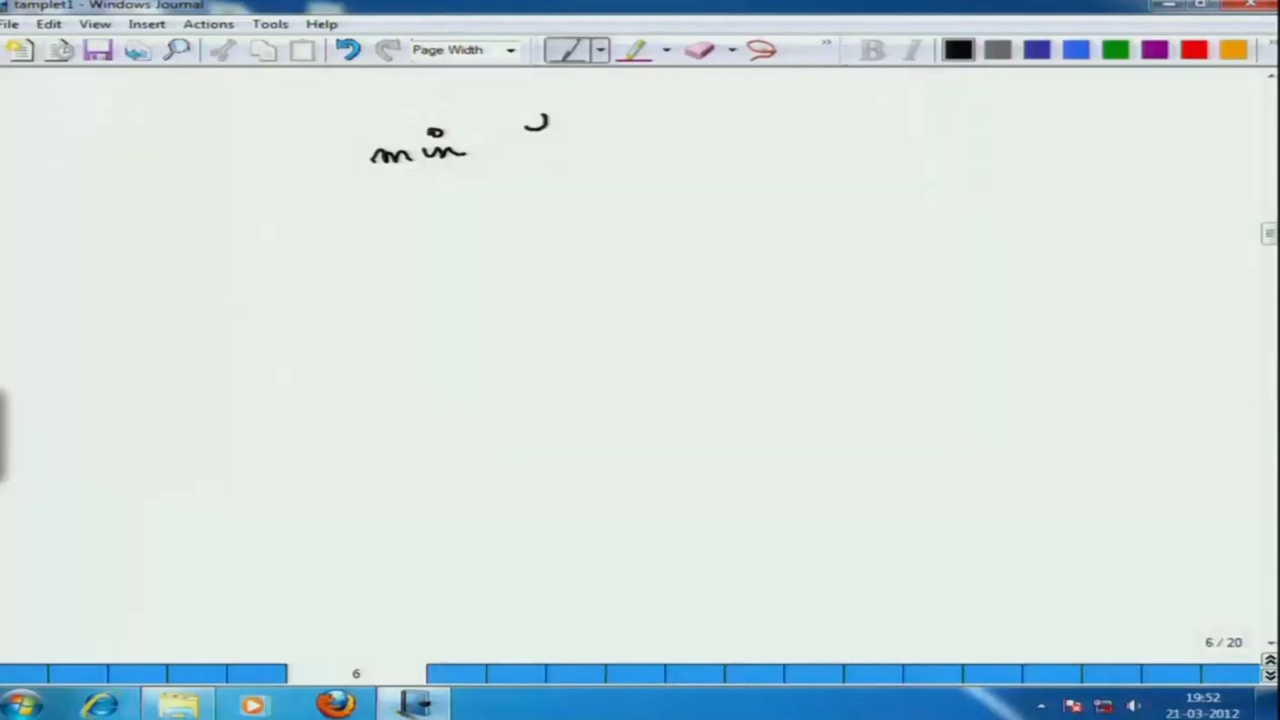 tamplet1 - Windows Journal
File Edit View Insert Actions Tools Help
Page Width
B I
min
6 / 20
6
19:52
21-03-2012